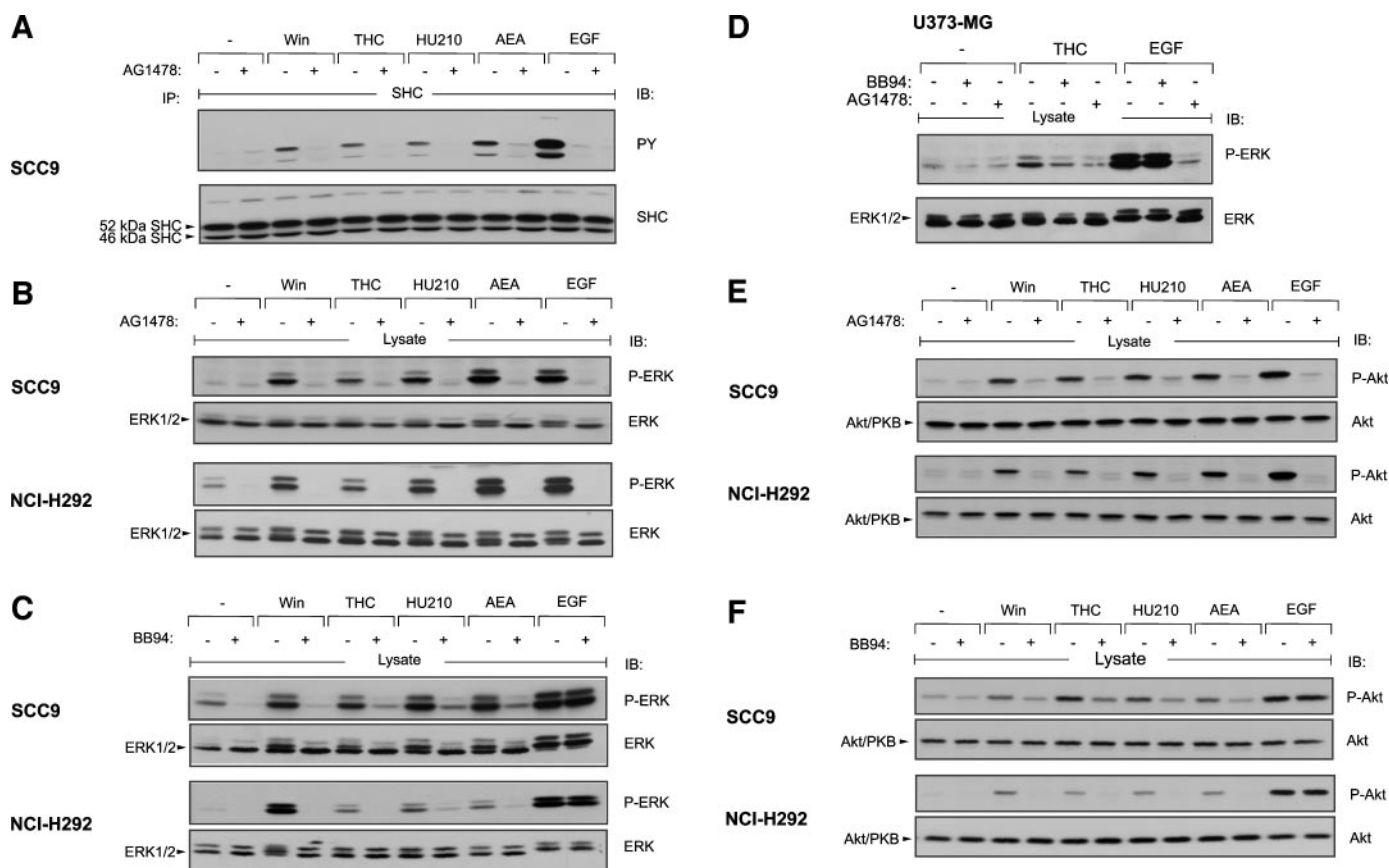 A
- Win THC HU210 AEA EGF
AG1478: - + - + - + - + - + - +
IP: SHC IB:
SCC9
PY
52 kDa SHC ►
46 kDa SHC ►
SHC
B
- Win THC HU210 AEA EGF
AG1478: - + - + - + - + - + - +
Lysate IB:
SCC9
P-ERK
ERK1/2 ► ERK
NCI-H292
P-ERK
ERK1/2 ► ERK
C
- Win THC HU210 AEA EGF
BB94: - + - + - + - + - + - +
Lysate IB:
SCC9
P-ERK
ERK1/2 ► ERK
NCI-H292
P-ERK
ERK1/2 ► ERK
D
U373-MG
- THC EGF
BB94: - + - - + - - + -
AG1478: - - + - - + - - +
Lysate IB:
P-ERK
ERK1/2 ► ERK
E
- Win THC HU210 AEA EGF
AG1478: - + - + - + - + - + - +
Lysate IB:
SCC9
P-Akt
Akt/PKB ► Akt
NCI-H292
P-Akt
Akt/PKB ► Akt
F
- Win THC HU210 AEA EGF
BB94: - + - + - + - + - + - +
Lysate IB:
SCC9
P-Akt
Akt/PKB ► Akt
NCI-H292
P-Akt
Akt/PKB ► Akt